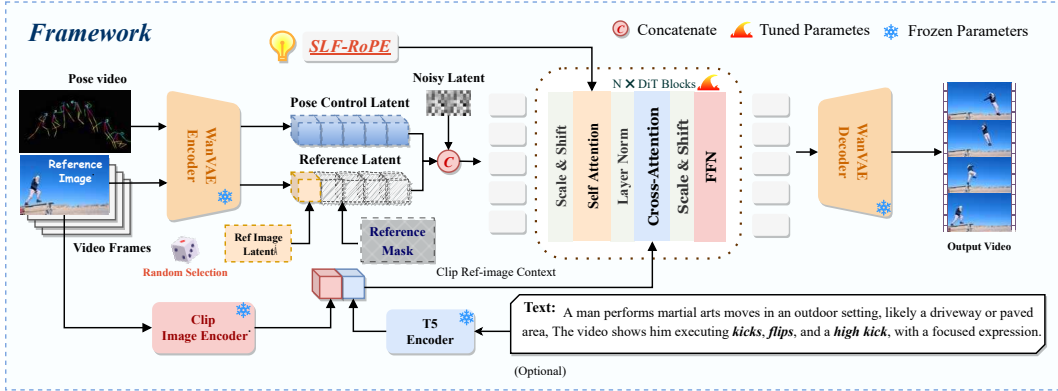 Framework
SLF-RoPE
C Concatenate
Tuned Parametes
Frozen Parameters
Pose video
WanVAE
Encoder
Pose Control Latent
Noisy Latent
N × DiT Blocks
Reference
Image
Reference Latent
C
Scale & Shift
Self Attention
Layer Norm
Cross-Attention
Scale & Shift
FFN
WanVAE
Decoder
Video Frames
Random Selection
Ref Image
Latent
Reference
Mask
Output Video
Clip Ref-image Context
Clip
Image Encoder
T5
Encoder
Text: A man performs martial arts moves in an outdoor setting, likely a driveway or paved
area, The video shows him executing kicks, flips, and a high kick, with a focused expression.
(Optional)